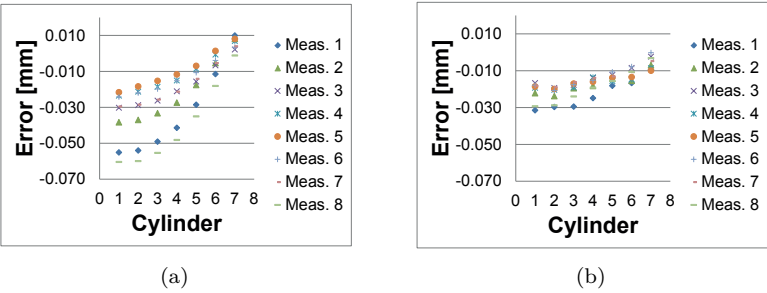 0.010
-0.010
-0.030
-0.050
-0.070
Error [mm]
0 1 2 3 4 5 6 7 8
Cylinder
Meas. 1
Meas. 2
Meas. 3
Meas. 4
Meas. 5
Meas. 6
Meas. 7
Meas. 8
(a)
0.010
-0.010
-0.030
-0.050
-0.070
Error [mm]
0 1 2 3 4 5 6 7 8
Cylinder
Meas. 1
Meas. 2
Meas. 3
Meas. 4
Meas. 5
Meas. 6
Meas. 7
Meas. 8
(b)